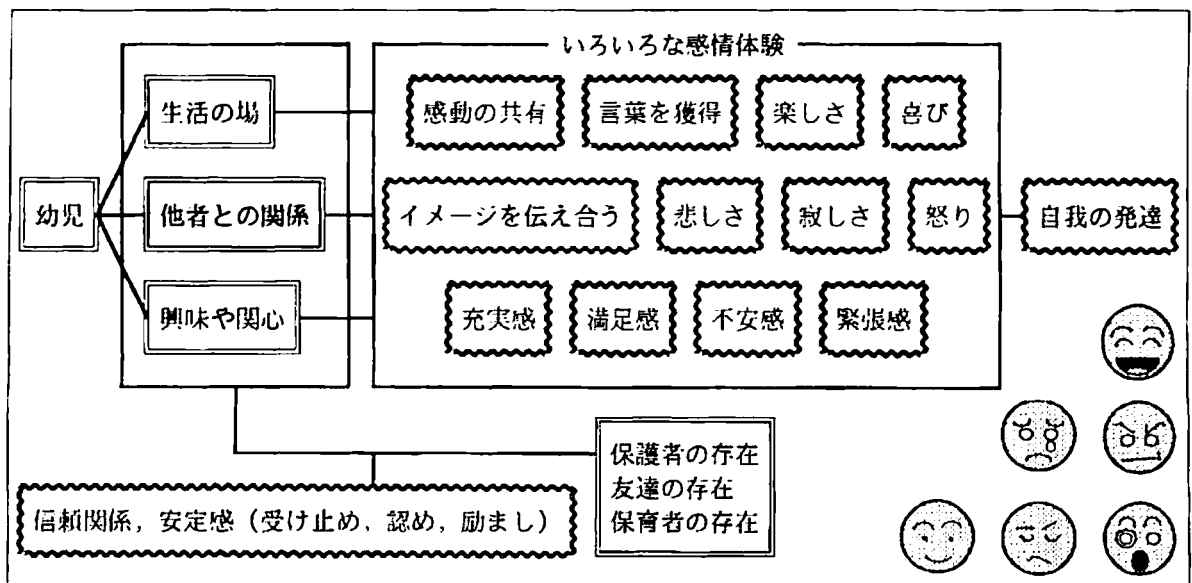 いろいろな感情体験
生活の場
感動の共有
言葉を獲得
楽しさ
喜び
幼児
他者との関係
イメージを伝え合う
悲しさ
寂しさ
怒り
自我の発達
興味や関心
充実感
満足感
不安感
緊張感
保護者の存在
友達の存在
保育者の存在
信頼関係，安定感（受け止め，認め，励まし）